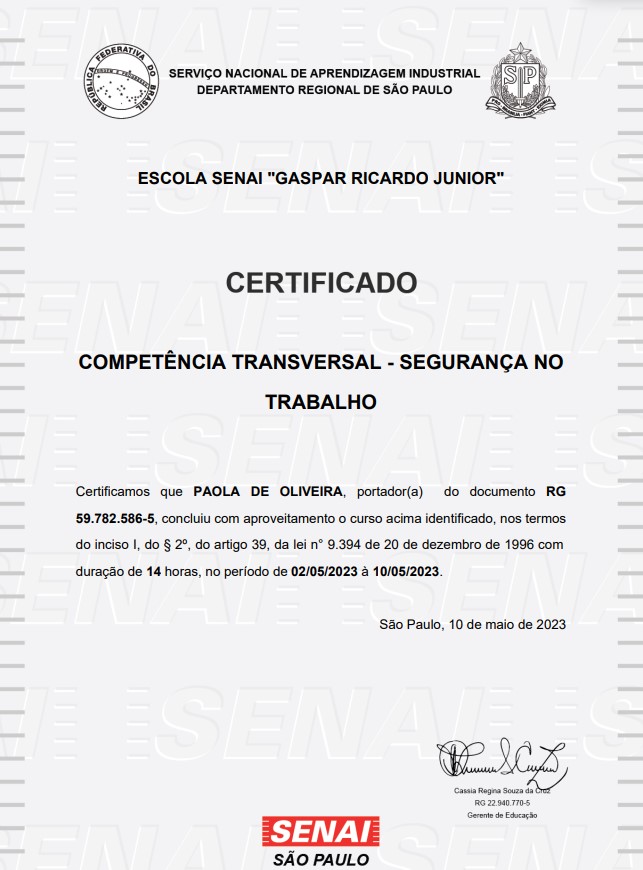 REPÚBLICA FEDERATIVA DO BRASIL
ORDEM E PROGRESSO
SERVIÇO NACIONAL DE APRENDIZAGEM INDUSTRIAL
DEPARTAMENTO REGIONAL DE SÃO PAULO
SP
ESCOLA SENAI "GASPAR RICARDO JUNIOR"
CERTIFICADO
COMPETÊNCIA TRANSVERSAL - SEGURANÇA NO
TRABALHO
Certificamos que PAOLA DE OLIVEIRA, portador(a) do documento RG
59.782.586-5, concluiu com aproveitamento o curso acima identificado, nos termos
do inciso I, do § 2º, do artigo 39, da lei n° 9.394 de 20 de dezembro de 1996 com
duração de 14 horas, no período de 02/05/2023 à 10/05/2023.
São Paulo, 10 de maio de 2023
Cassia Regina Souza da Cruz
RG 22.940.770-5
Gerente de Educação
SENAI
SÃO PAULO